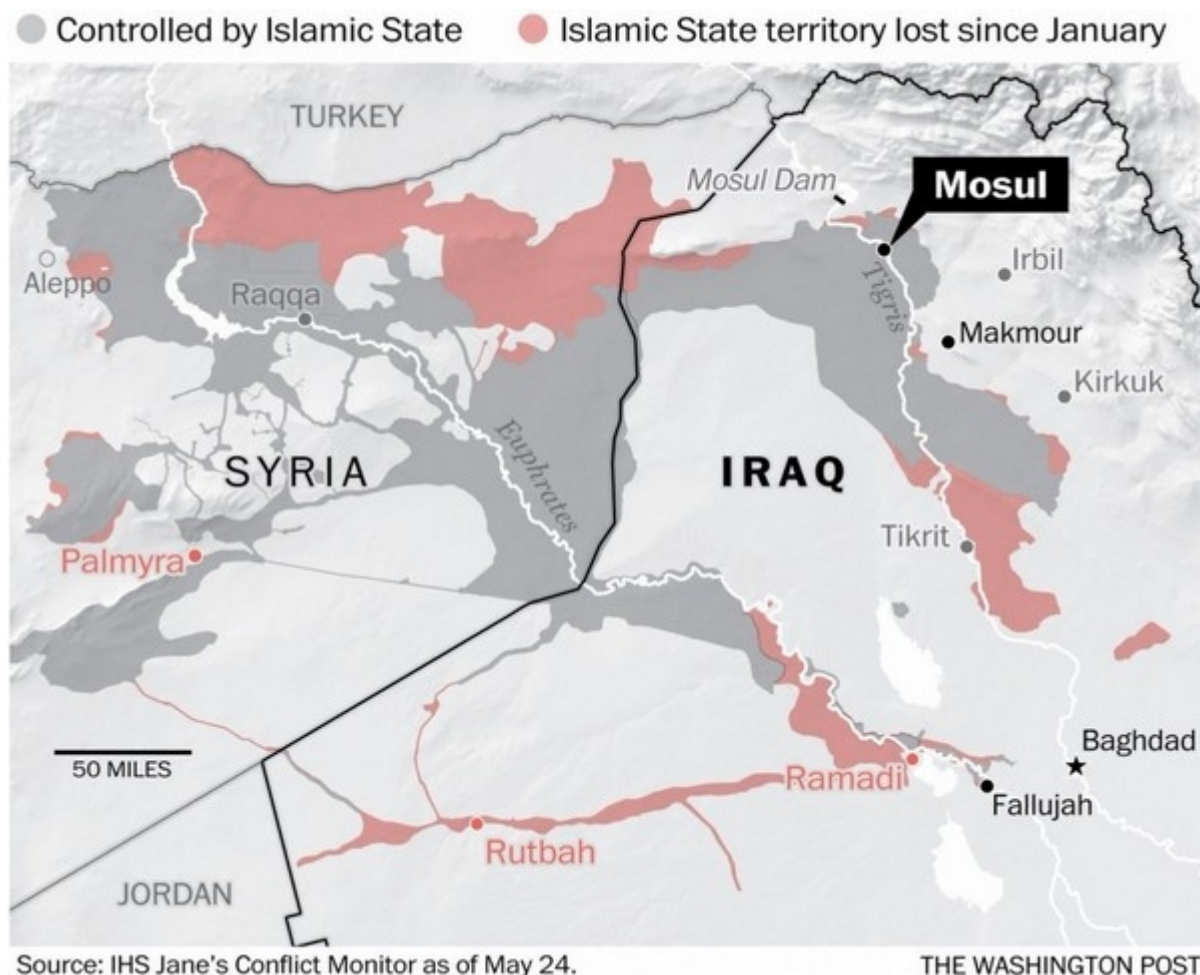 Controlled by Islamic State
Islamic State territory lost since January
TURKEY
Mosul Dam
Mosul
Aleppo
Raqqa
Tigris
Irbil
Makmour
Kirkuk
Euphrates
SYRIA
IRAQ
Tikrit
Palmyra
50 MILES
Baghdad
Ramadi
Fallujah
Rutbah
JORDAN
Source: IHS Jane's Conflict Monitor as of May 24.
THE WASHINGTON POST